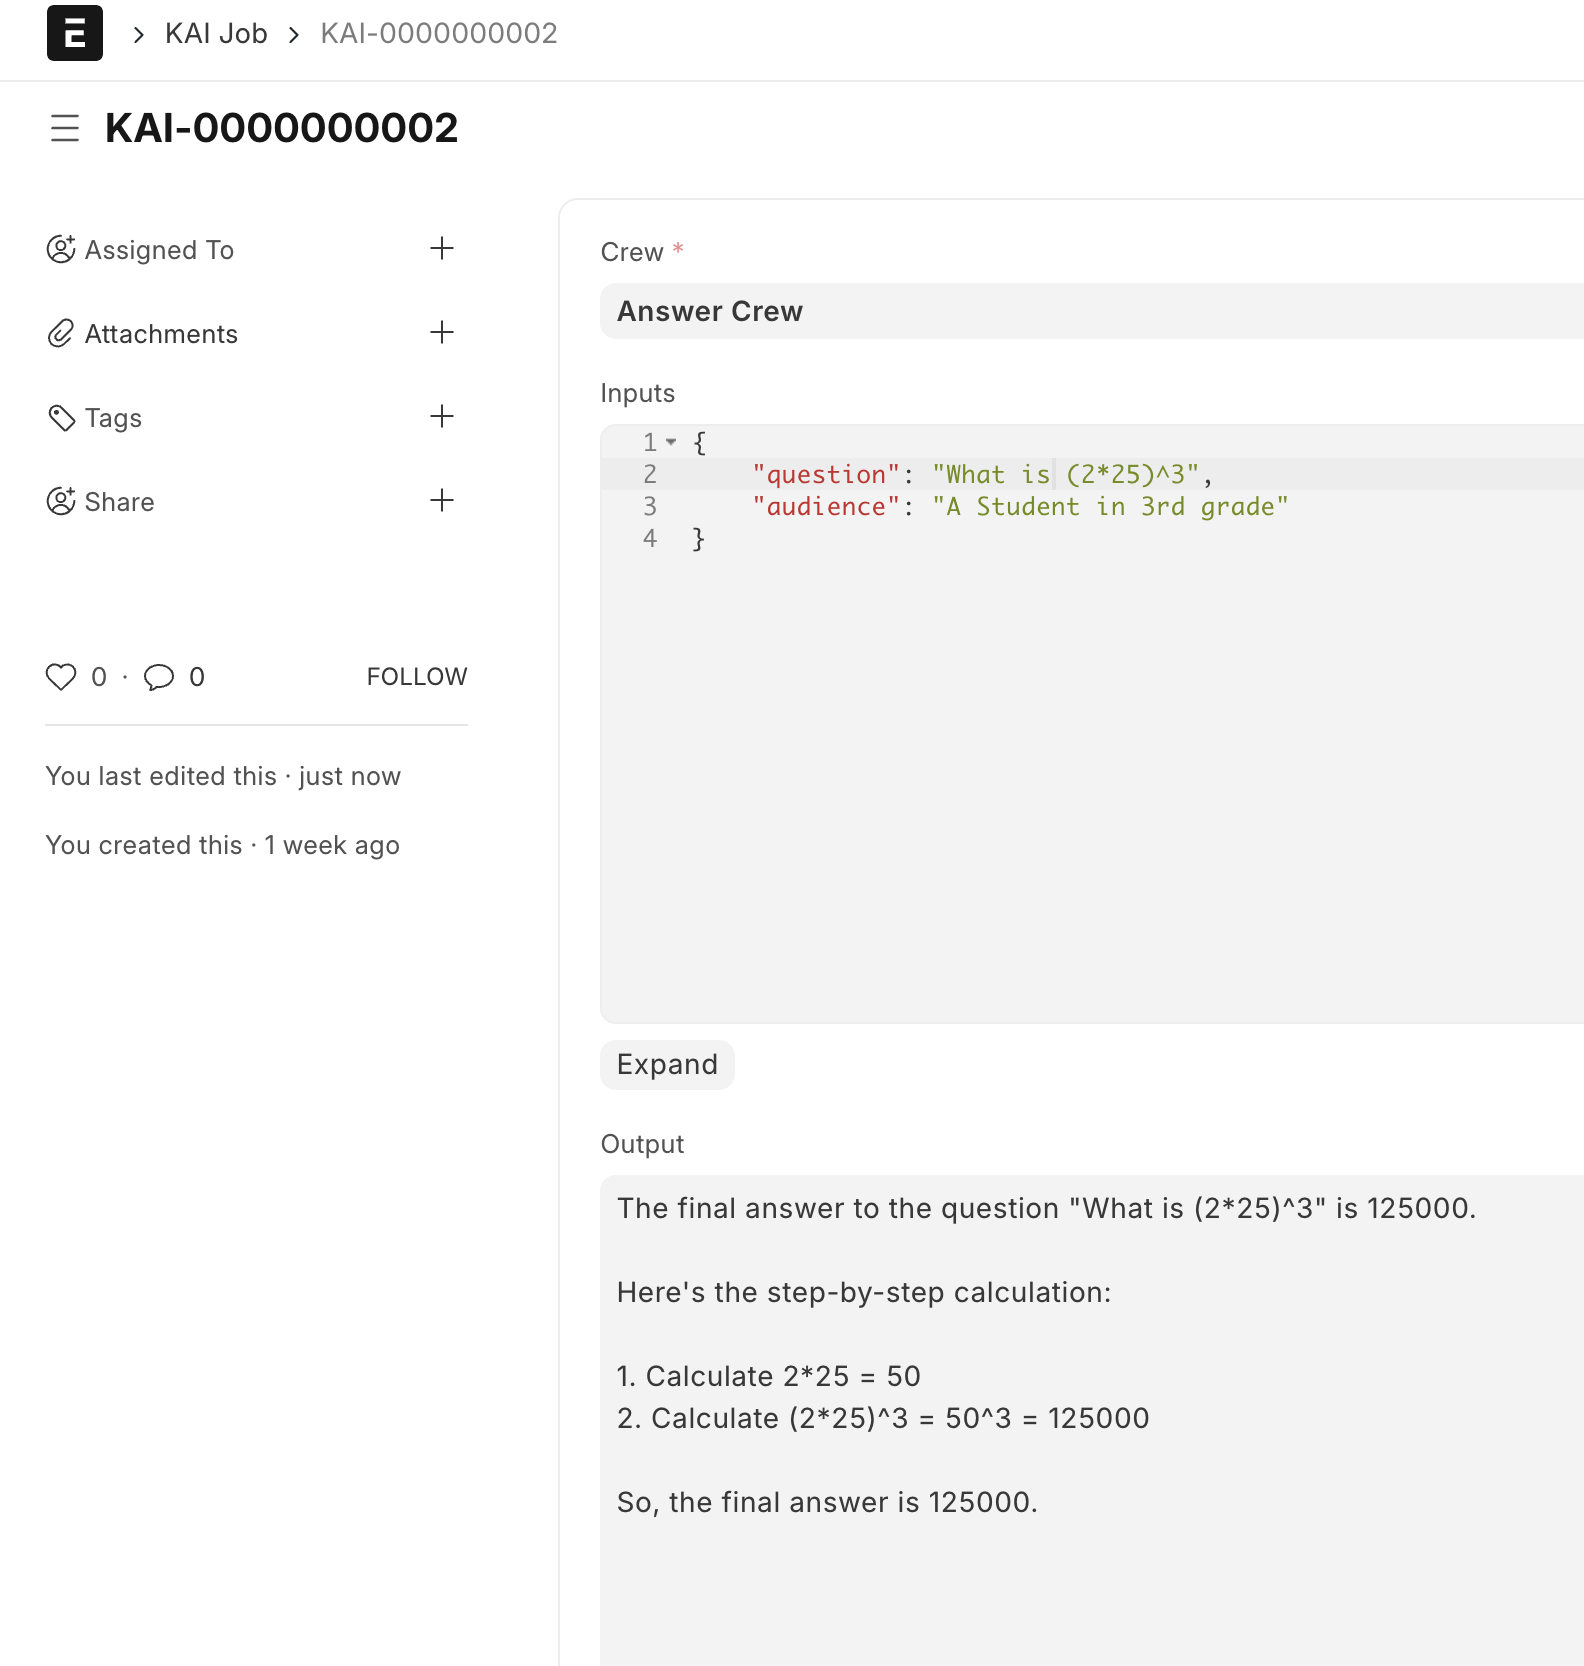 E
KAI Job
KAI-0000000002
KAI-0000000002
Assigned To
Attachments
Tags
Share
0 · 0 FOLLOW
You last edited this · just now
You created this · 1 week ago
Crew *
Answer Crew
Inputs
1 {
2 "question": "What is (2*25)^3",
3 "audience": "A Student in 3rd grade"
4 }
Expand
Output
The final answer to the question "What is (2*25)^3" is 125000.
Here's the step-by-step calculation:
1. Calculate 2*25 = 50
2. Calculate (2*25)^3 = 50^3 = 125000
So, the final answer is 125000.